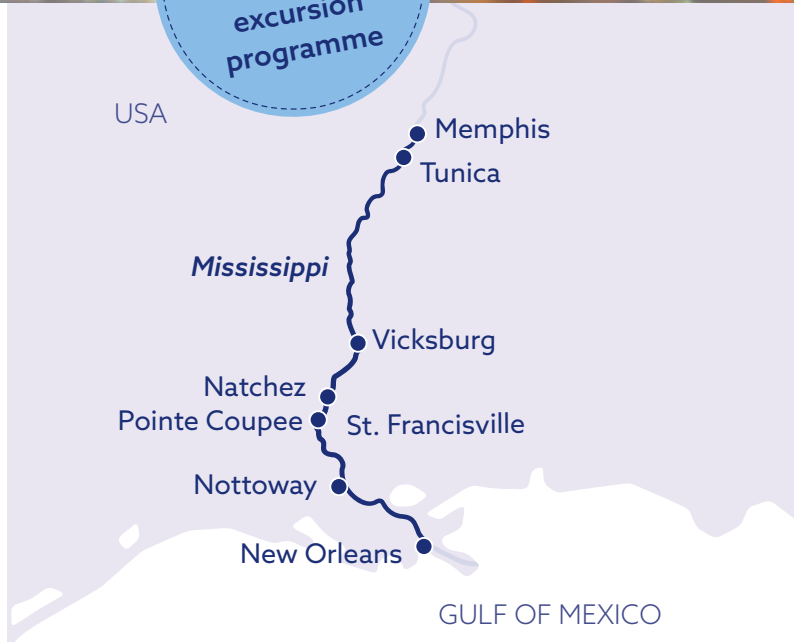 excursion
programme
USA
Memphis
Tunica
Mississippi
Vicksburg
Natchez
Pointe Coupee
St. Francisville
Nottoway
New Orleans
GULF OF MEXICO